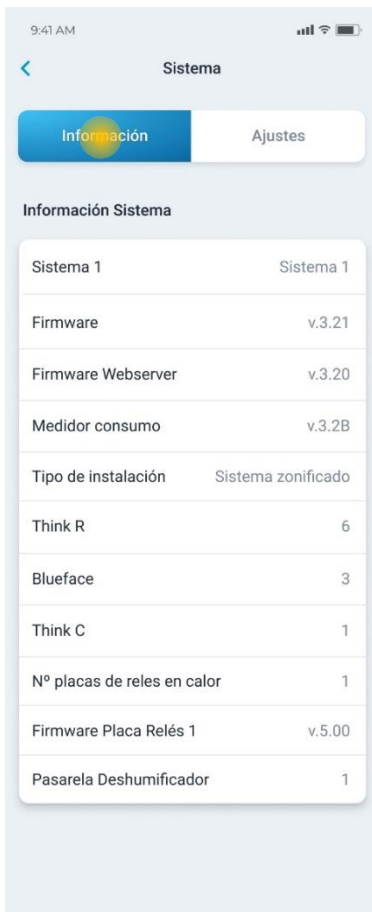 9:41 AM
Sistema
Información Ajustes
Información Sistema
Sistema 1 Sistema 1
Firmware v.3.21
Firmware Webserver v.3.20
Medidor consumo v.3.2B
Tipo de instalación Sistema zonificado
Think R 6
Blueface 3
Think C 1
Nº placas de reles en calor 1
Firmware Placa Relés 1 v.5.00
Pasarela Deshumificador 1